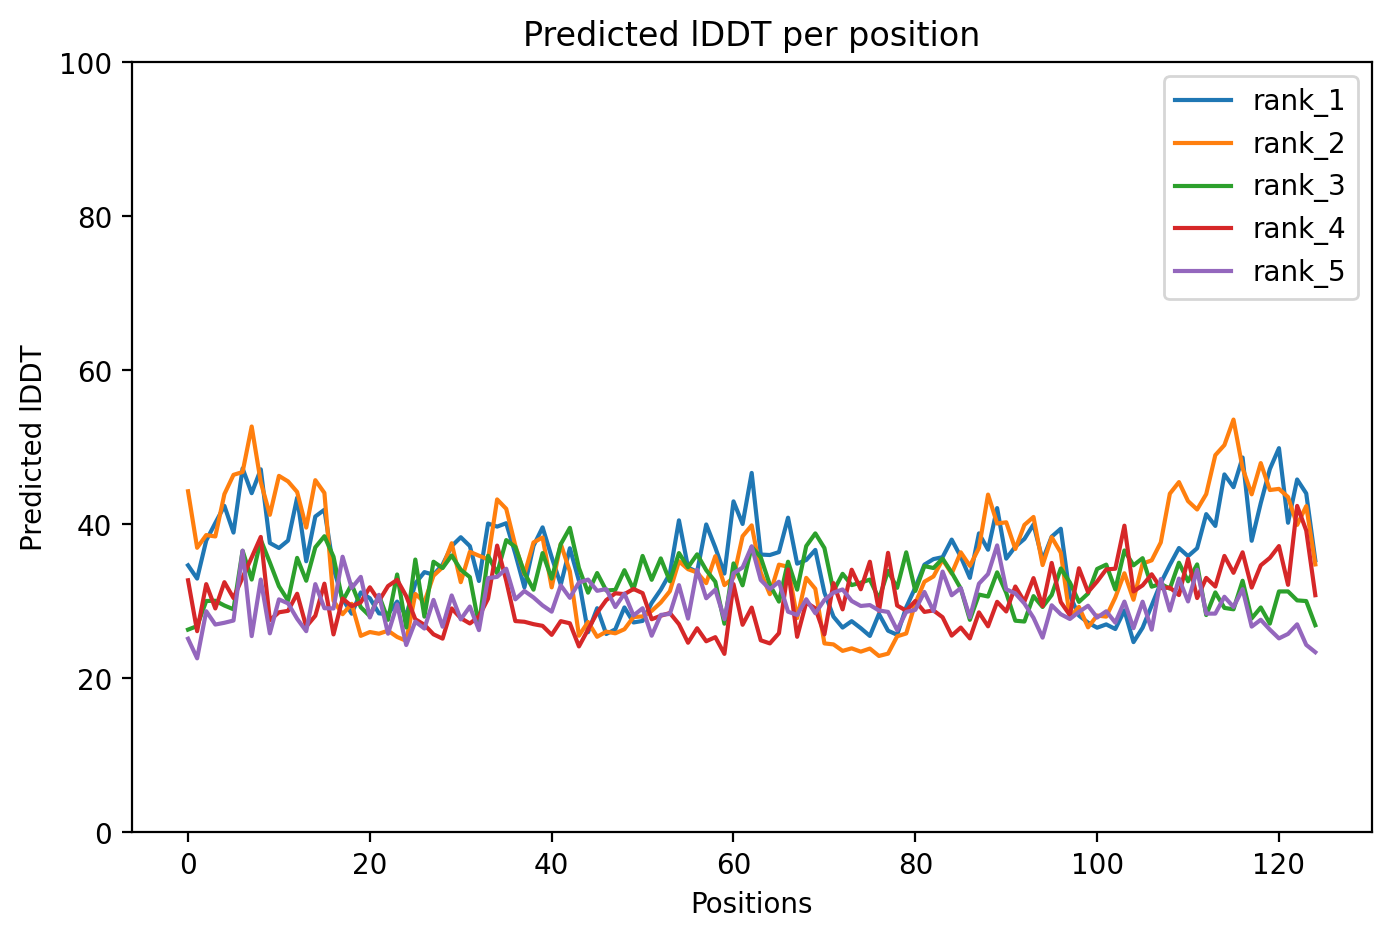 Predicted lDDT per position
100
80
60
40
20
0
Predicted lDDT
0 20 40 60 80 100 120
Positions
rank_1
rank_2
rank_3
rank_4
rank_5